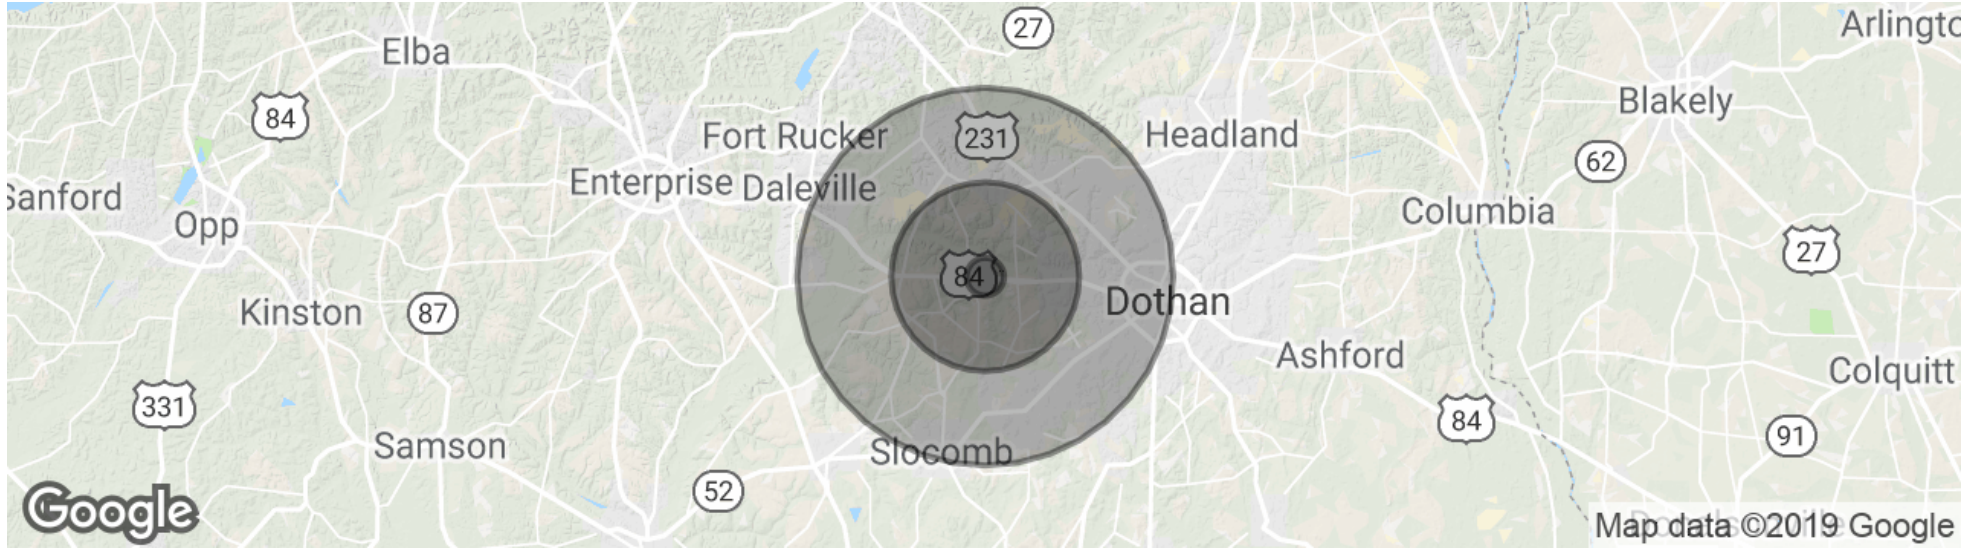 27
Arlingto
Elba
84
Blakely
Fort Rucker
231
Headland
62
Enterprise
Daleville
Sanford
Opp
Columbia
27
84
Dothan
Kinston
87
Ashford
Colquitt
331
84
91
Samson
Slocomb
52
Google
Map data ©2019 Google